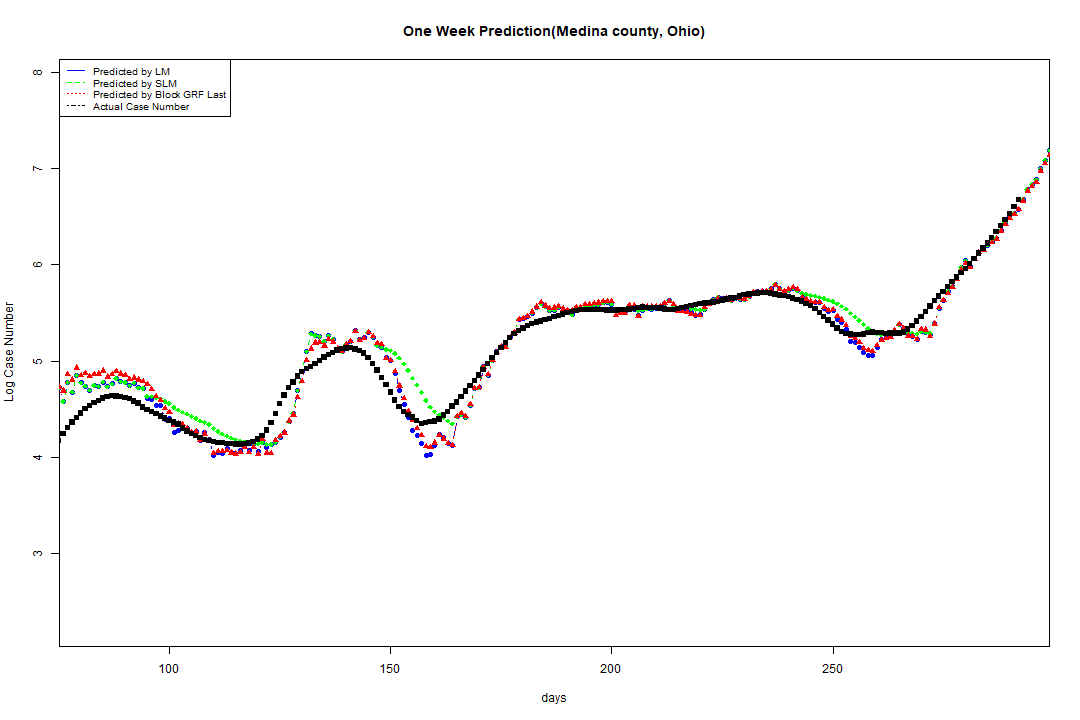 One Week Prediction(Medina county, Ohio)
Predicted by LM
Predicted by SLM
Predicted by Block GRF Last
Actual Case Number
8
7
6
5
4
3
Log Case Number
100 150 200 250
days